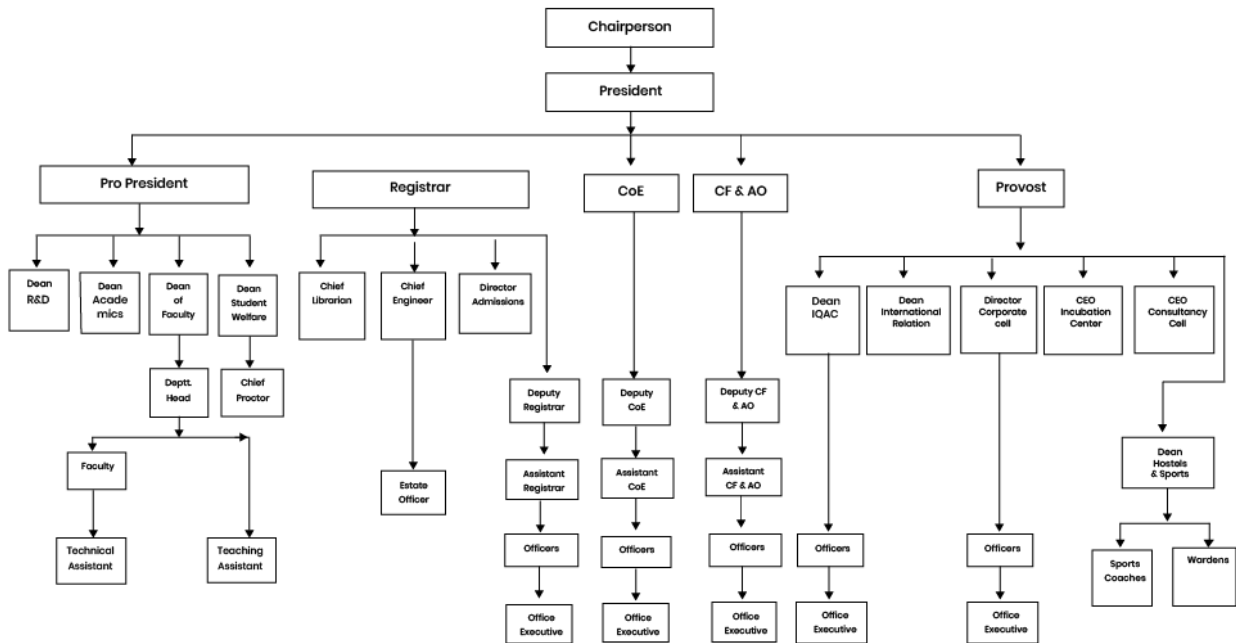 Chairperson
President
Pro President
Registrar
CoE
CF & AO
Provost
Dean
R&D
Dean
Acade
mics
Dean
of
Faculty
Dean
Student
Welfare
Chief
Librarian
Chief
Engineer
Director
Admissions
Dean
IQAC
Dean
International
Relation
Director
Corporate
cell
CEO
Incubation
Center
CEO
Consultancy
Cell
Deptt.
Head
Chief
Proctor
Deputy
Registrar
Deputy
CoE
Deputy CF
& AO
Dean
Hostels
& Sports
Faculty
Estate
Officer
Assistant
Registrar
Assistant
CoE
Assistant
CF & AO
Technical
Assistant
Teaching
Assistant
Officers
Officers
Officers
Officers
Officers
Sports
Coaches
Wardens
Office
Executive
Office
Executive
Office
Executive
Office
Executive
Office
Executive